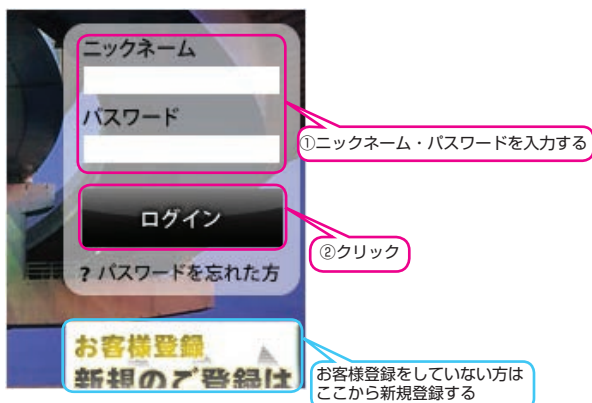 ニックネーム
パスワード
①ニックネーム・パスワードを入力する
ログイン
②クリック
? パスワードを忘れた方
お客様登録
新規のご登録は
お客様登録をしていない方は
ここから新規登録する